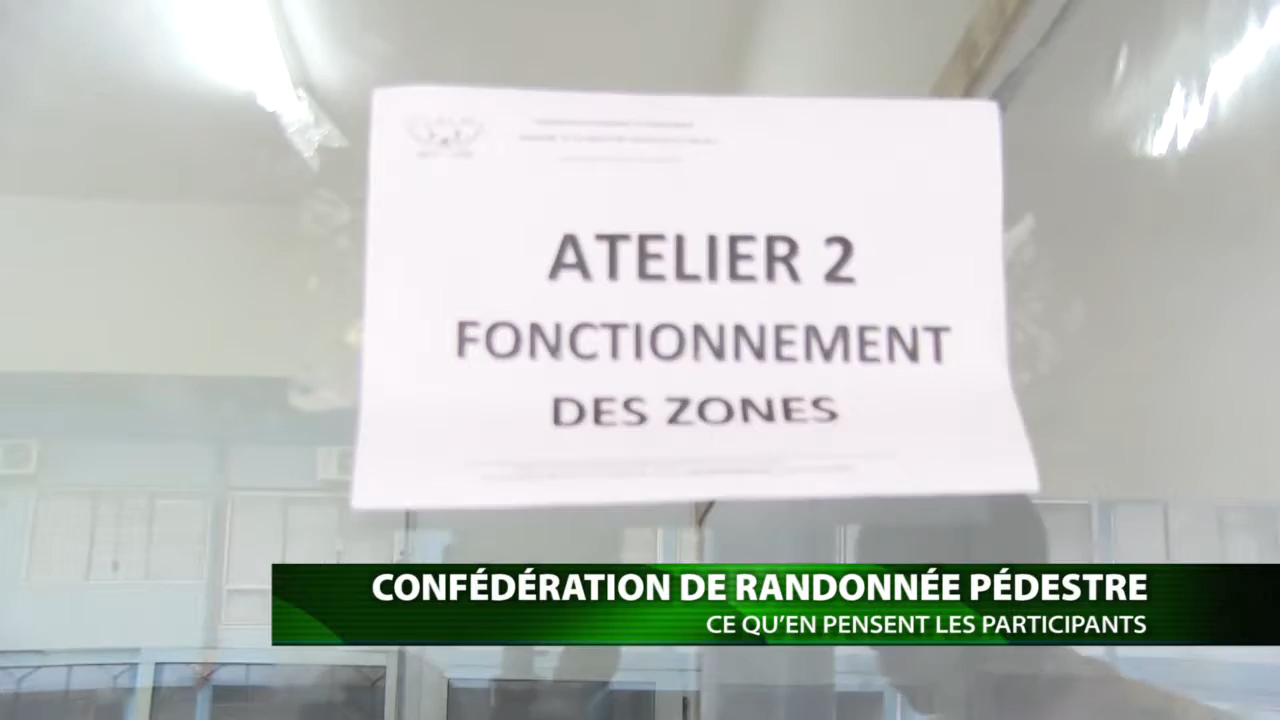 ATELIER 2
FONCTIONNEMENT
DES ZONES
CONFÉDÉRATION DE RANDONNÉE PÉDESTRE
CE QU'EN PENSENT LES PARTICIPANTS